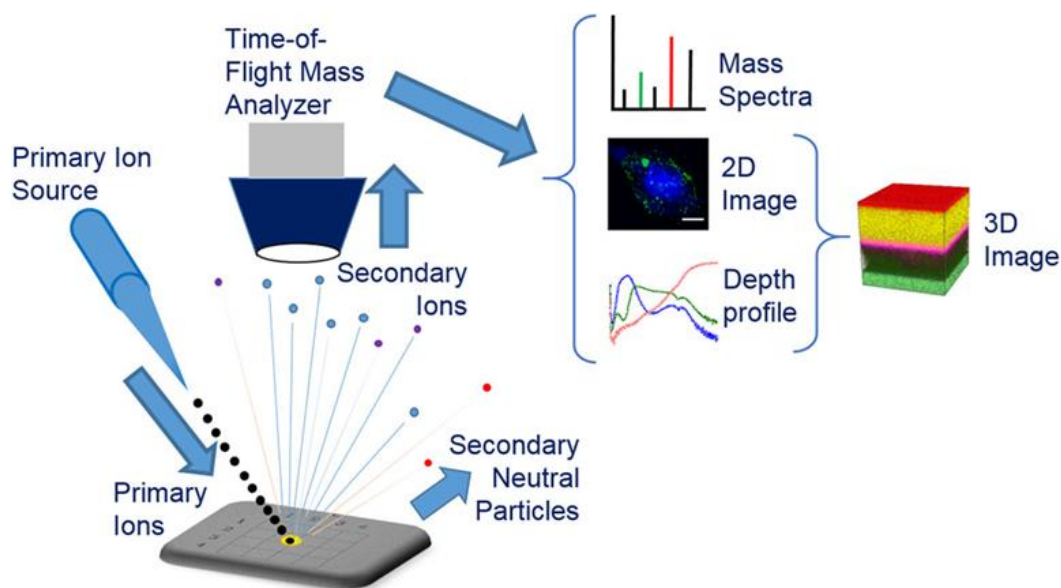 Time-of-
Flight Mass
Analyzer
Primary Ion
Source
Secondary
Ions
Primary
Ions
Secondary
Neutral
Particles
Mass
Spectra
2D
Image
Depth
profile
3D
Image